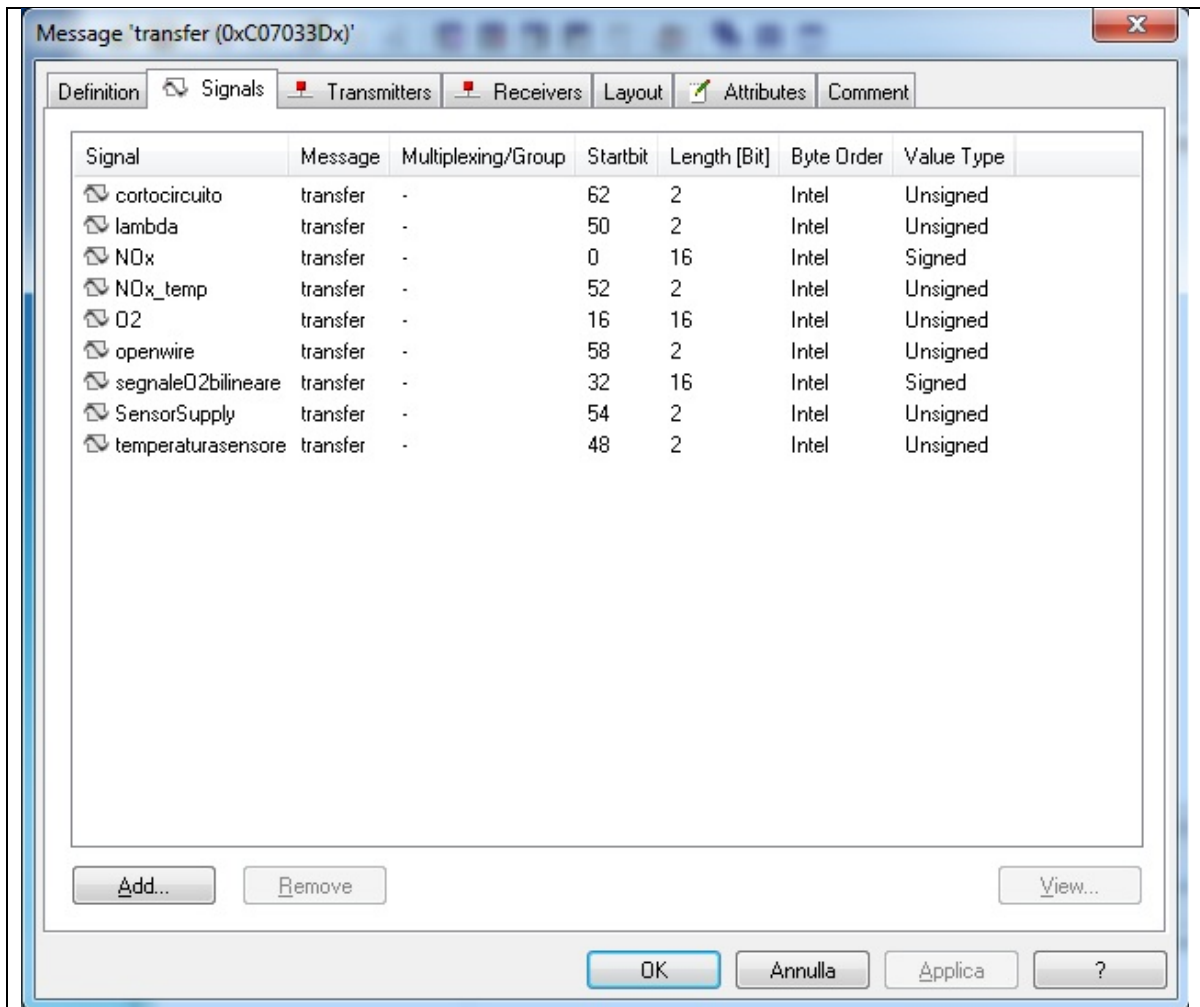 Message 'transfer (0xC07033Dx)'
X
Definition Signals Transmitters Receivers Layout Attributes Comment
Signal Message Multiplexing/Group Startbit Length [Bit] Byte Order Value Type
cortocircuito transfer - 62 2 Intel Unsigned
lambda transfer - 50 2 Intel Unsigned
NOx transfer - 0 16 Intel Signed
NOx_temp transfer - 52 2 Intel Unsigned
O2 transfer - 16 16 Intel Unsigned
openwire transfer - 58 2 Intel Unsigned
segnaleO2bilineare transfer - 32 16 Intel Signed
SensorSupply transfer - 54 2 Intel Unsigned
temperaturasensore transfer - 48 2 Intel Unsigned
Add... Remove View...
OK Annulla Applica ?